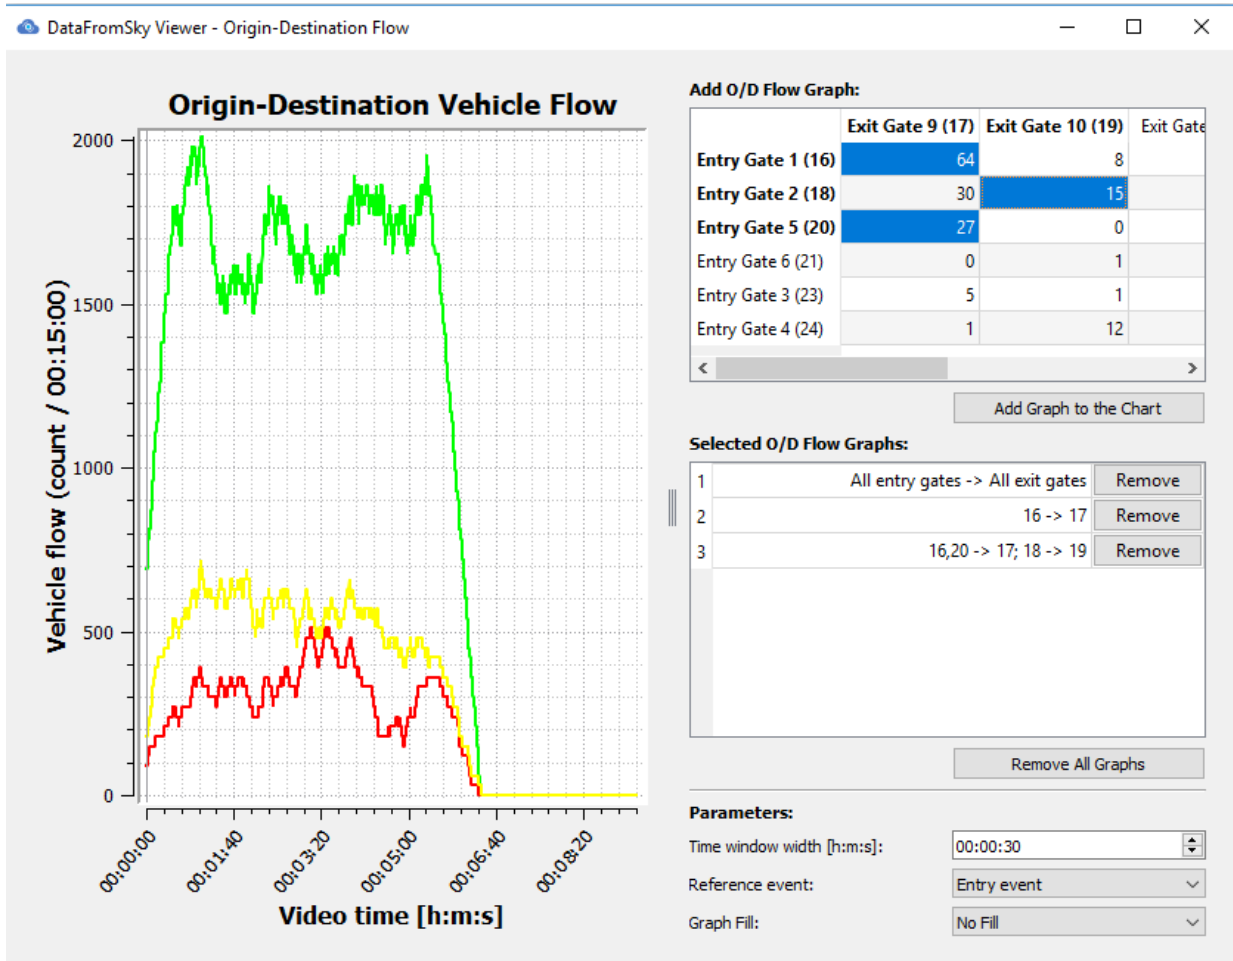 DataFromSky Viewer - Origin-Destination Flow
Origin-Destination Vehicle Flow
Vehicle flow (count / 00:15:00)
2000
1500
1000
500
0
00:00:00
00:01:40
00:03:20
00:05:00
00:06:40
00:08:20
Video time [h:m:s]
Add O/D Flow Graph:
Exit Gate 9 (17) Exit Gate 10 (19) Exit Gate
Entry Gate 1 (16) 64 8
Entry Gate 2 (18) 30 15
Entry Gate 5 (20) 27 0
Entry Gate 6 (21) 0 1
Entry Gate 3 (23) 5 1
Entry Gate 4 (24) 1 12
Add Graph to the Chart
Selected O/D Flow Graphs:
1 All entry gates -> All exit gates Remove
2 16 -> 17 Remove
3 16,20 -> 17; 18 -> 19 Remove
Remove All Graphs
Parameters:
Time window width [h:m:s]: 00:00:30
Reference event: Entry event
Graph Fill: No Fill